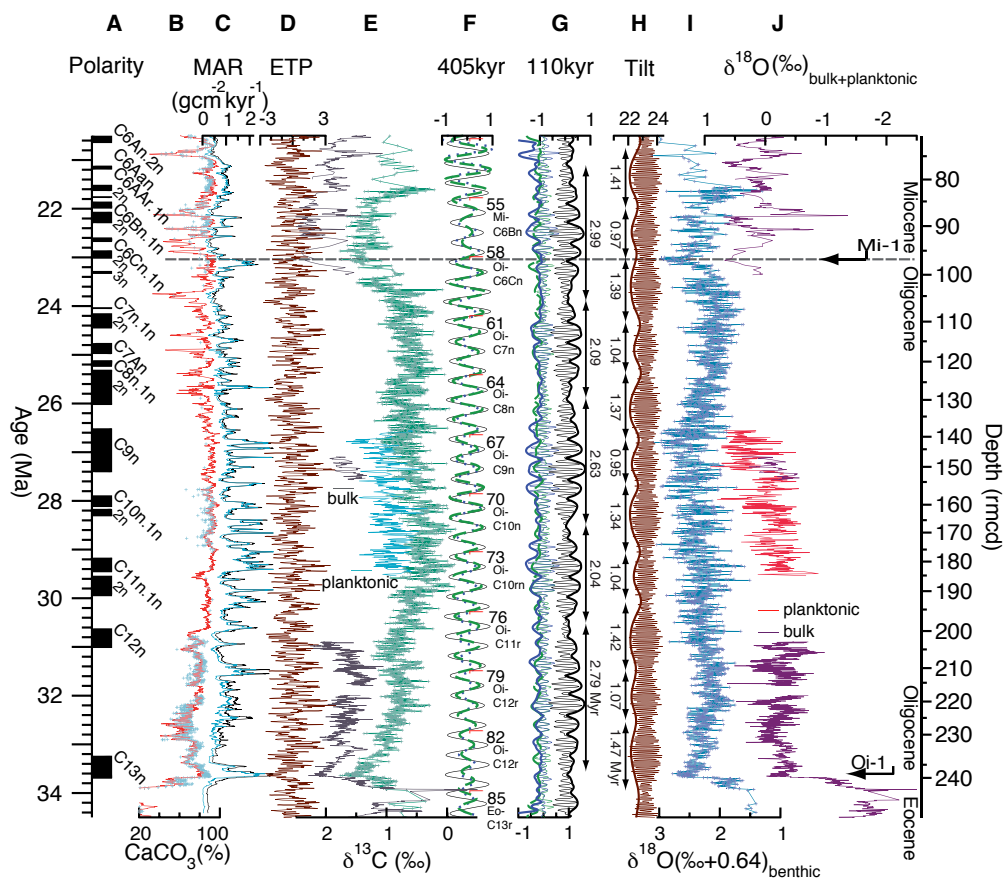 A B C D E F G H I J
Polarity MAR ETP 405kyr 110kyr Tilt δ18O(‰)bulk+planktonic
(gcm-2kyr-1)
0 1 2 -3 3 -1 1 -1 1 22 24 1 0 -1 -2
0 1
C6An.2n
C6Aan
C6AAr.1n
2n
C6Bn.1n
2n
C6Cn.1n
2n
3n
C7n.1n
2n
C7An
C8n.1n
2n
C9n
C10n.1n
2n
C11n.1n
2n
C12n
C13n
Age (Ma)
22
24
26
28
30
32
34
bulk
planktonic
55
Mi-
C6Bn
58
Oi-
C6Cn
61
Oi-
C7n
64
Oi-
C8n
67
Oi-
C9n
70
Oi-
C10n
73
Oi-
C10rn
76
Oi-
C11r
79
Oi-
C12r
82
Oi-
C12r
85
Eo-
C13r
2.99
2.09
2.63
2.04
2.79 Myr
1.41
0.97
1.39
1.04
1.37
0.95
1.34
1.04
1.42
1.07
1.47 Myr
planktonic
bulk
Mi-1
Oi-1
Miocene
Oligocene
Oligocene
Eocene
80
90
100
110
120
130
140
150
160
170
180
190
200
210
220
230
240
Depth (rmcd)
20 100 2 1 0 -1 1 3 2 1
CaCO3(%) δ13C (‰) δ18O(‰+0.64)benthic